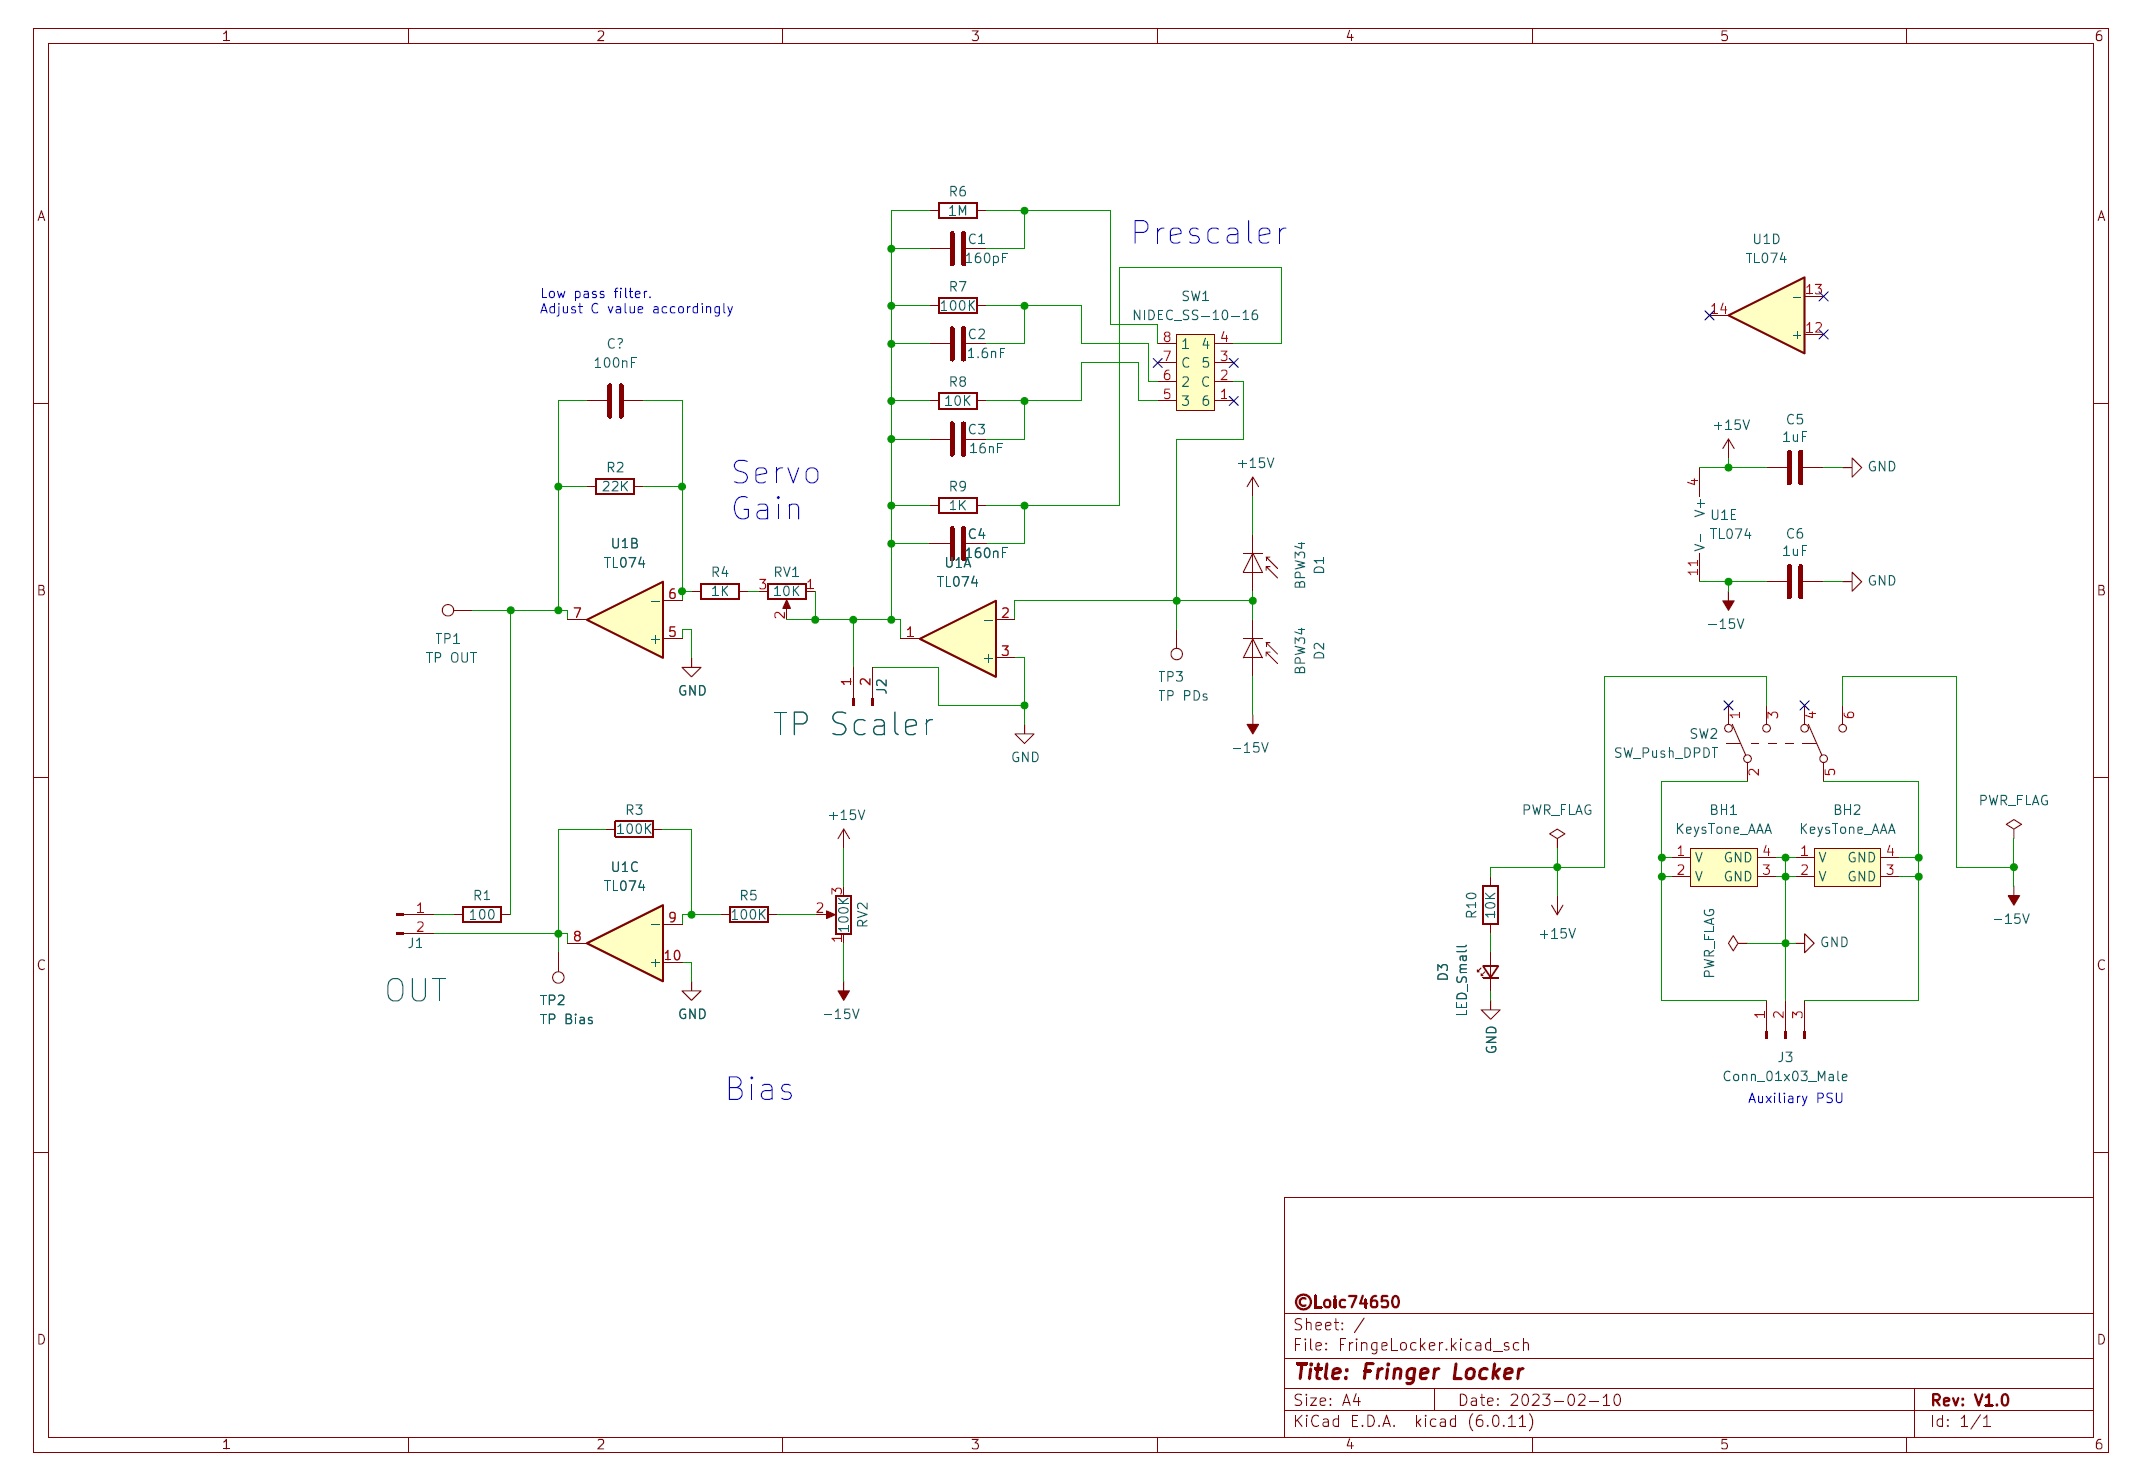 1 2 3 4 5 6
A A
R6
1M
C1
160pF
Prescaler
U1D
TL074
R7
100K
SW1
NIDEC_SS-10-16
Low pass filter.
Adjust C value accordingly
13
14
12
− +
C2
1.6nF
8 1 4 4
7 C 5 3
6 2 C 2
5 3 6 1
C?
100nF
R8
10K
C3
16nF
+15V
C5
1uF
GND
4
V+
U1E
TL074
V-
11
C6
1uF
GND
-15V
R2
22K
Servo
Gain
R9
1K
C4
160nF
+15V
BPW34
D1
U1B
TL074
U1A
TL074
B B
R4
1K
RV1
3 10K 1
2
6
7
5
− +
GND
2
1
3
− +
TP1
TP OUT
1
2
J2
TP Scaler
GND
TP3
TP PDs
BPW34
D2
-15V
1 3 4 6
SW2
SW_Push_DPDT
2 5
R3
100K
+15V
PWR_FLAG
BH1
KeysTone_AAA
BH2
KeysTone_AAA
PWR_FLAG
1 V GND 4
2 V GND 3
1 V GND 4
2 V GND 3
U1C
TL074
R1
100
1
2
J1
R5
100K
3
2
1
100K
RV2
9
8
10
− +
R10
10K
+15V
-15V
PWR_FLAG
GND
C C
OUT
TP2
TP Bias
GND
-15V
D3
LED_Small
GND
1
2
3
J3
Conn_01x03_Male
Auxiliary PSU
Bias
©Loic74650
Sheet: /
File: FringeLocker.kicad_sch
D D
Title: Fringer Locker
Size: A4 Date: 2023-02-10 Rev: V1.0
KiCad E.D.A. kicad (6.0.11) Id: 1/1
1 2 3 4 5 6